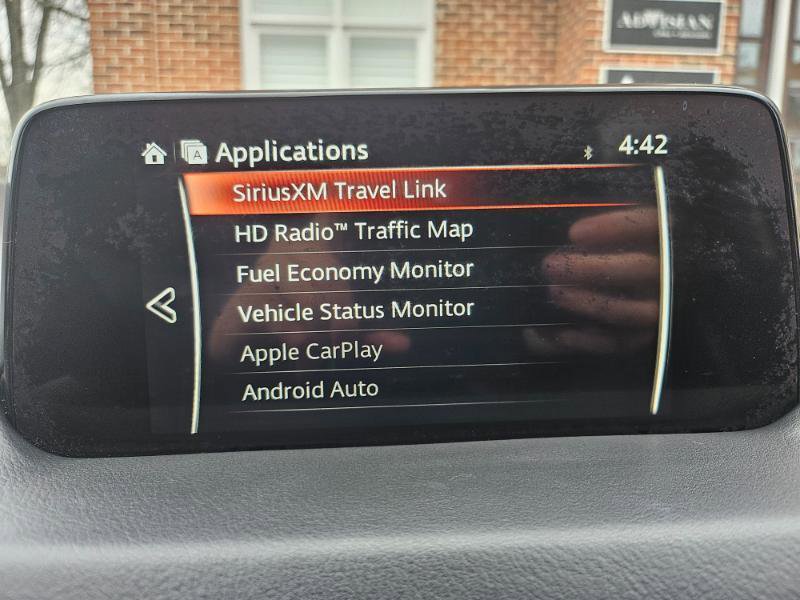 ADVISIAN
A
Applications
4:42
SiriusXM Travel Link
HD Radio™ Traffic Map
Fuel Economy Monitor
Vehicle Status Monitor
Apple CarPlay
Android Auto